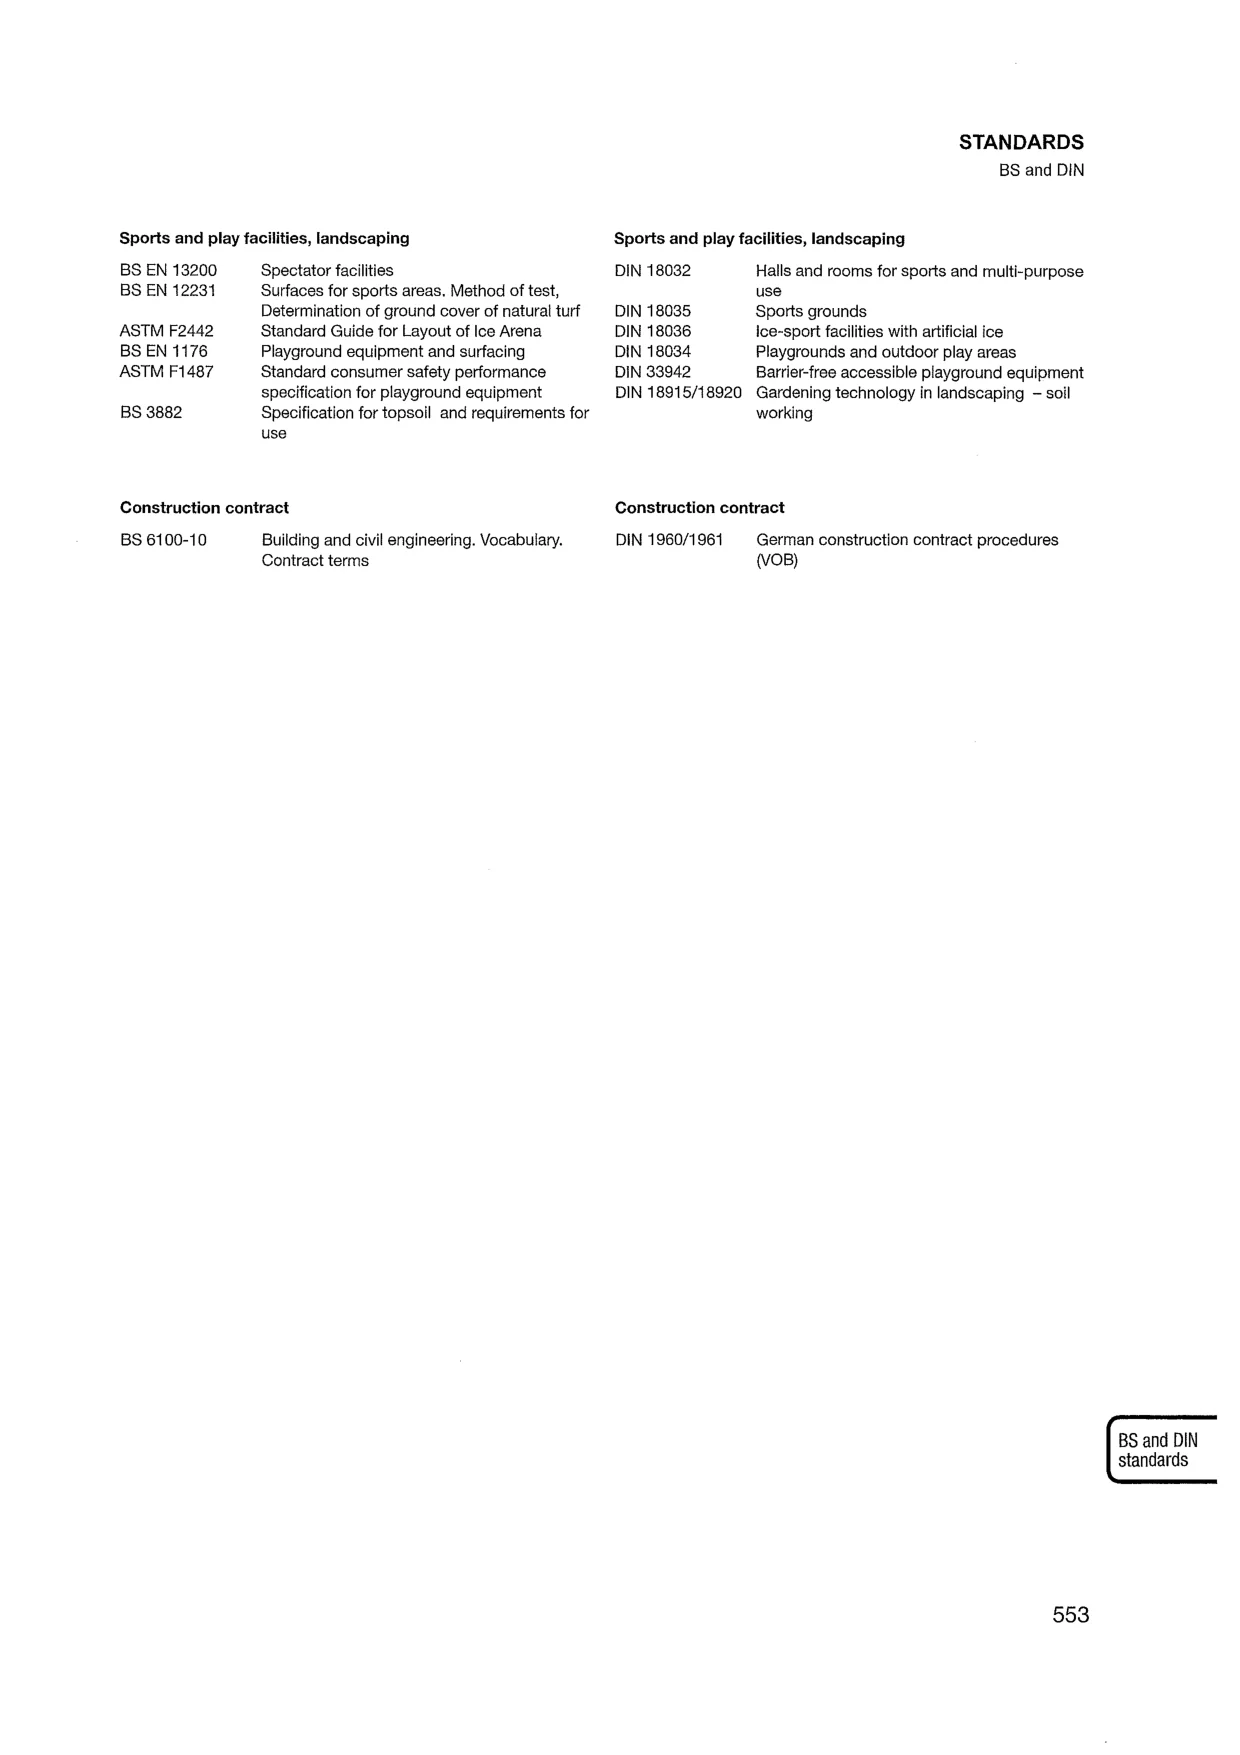 STANDARDS
BS and DIN
Sports and play facilities, landscaping
BS EN 13200 Spectator facilities
BS EN 12231 Surfaces for sports areas. Method of test,
Determination of ground cover of natural turf
ASTM F2442 Standard Guide for Layout of Ice Arena
BS EN 1176 Playground equipment and surfacing
ASTM F1487 Standard consumer safety performance
specification for playground equipment
BS 3882 Specification for topsoil and requirements for
use
Construction contract
BS 6100-10 Building and civil engineering. Vocabulary.
Contract terms
Sports and play facilities, landscaping
DIN 18032 Halls and rooms for sports and multi-purpose
use
DIN 18035 Sports grounds
DIN 18036 Ice-sport facilities with artificial ice
DIN 18034 Playgrounds and outdoor play areas
DIN 33942 Barrier-free accessible playground equipment
DIN 18915/18920 Gardening technology in landscaping – soil
working
Construction contract
DIN 1960/1961 German construction contract procedures
(VOB)
BS and DIN
standards
553